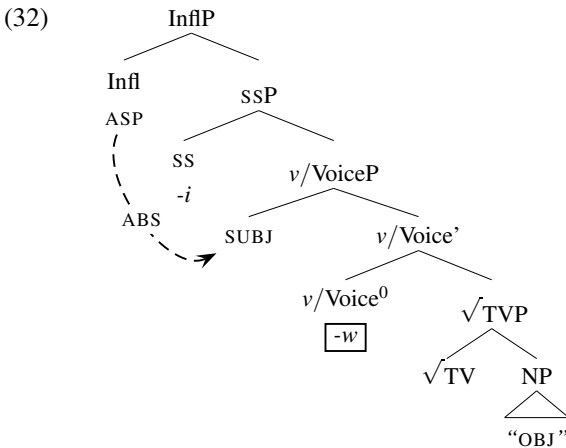 (32)
InflP
Infl
ASP
SSP
SS
-i
v/VoiceP
ABS
SUBJ
v/Voice’
v/Voice⁰
-w
√TVP
√TV
NP
“OBJ”